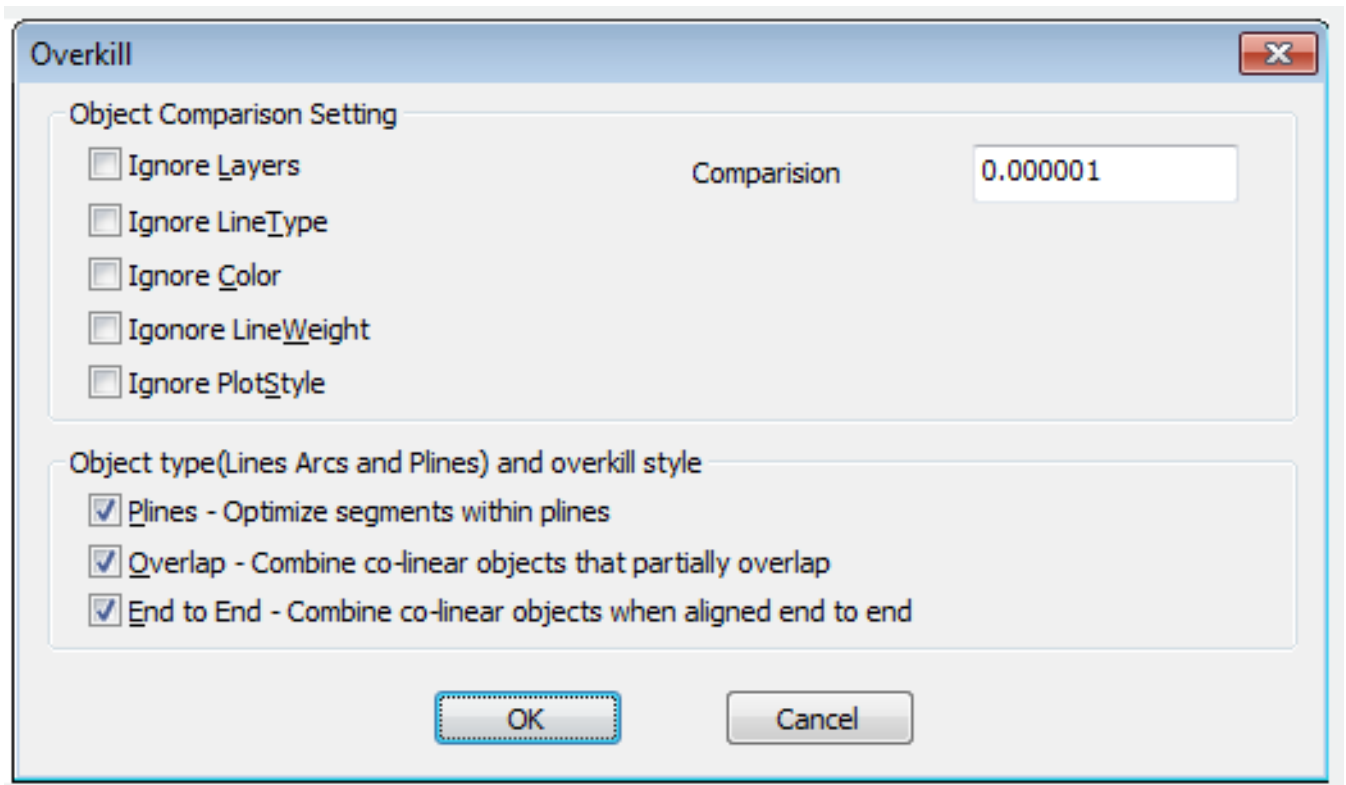 Overkill
Object Comparison Setting
Ignore Layers
Comparision 0.000001
Ignore LineType
Ignore Color
Igonore LineWeight
Ignore PlotStyle
Object type(Lines Arcs and Plines) and overkill style
Plines - Optimize segments within plines
Overlap - Combine co-linear objects that partially overlap
End to End - Combine co-linear objects when aligned end to end
OK Cancel